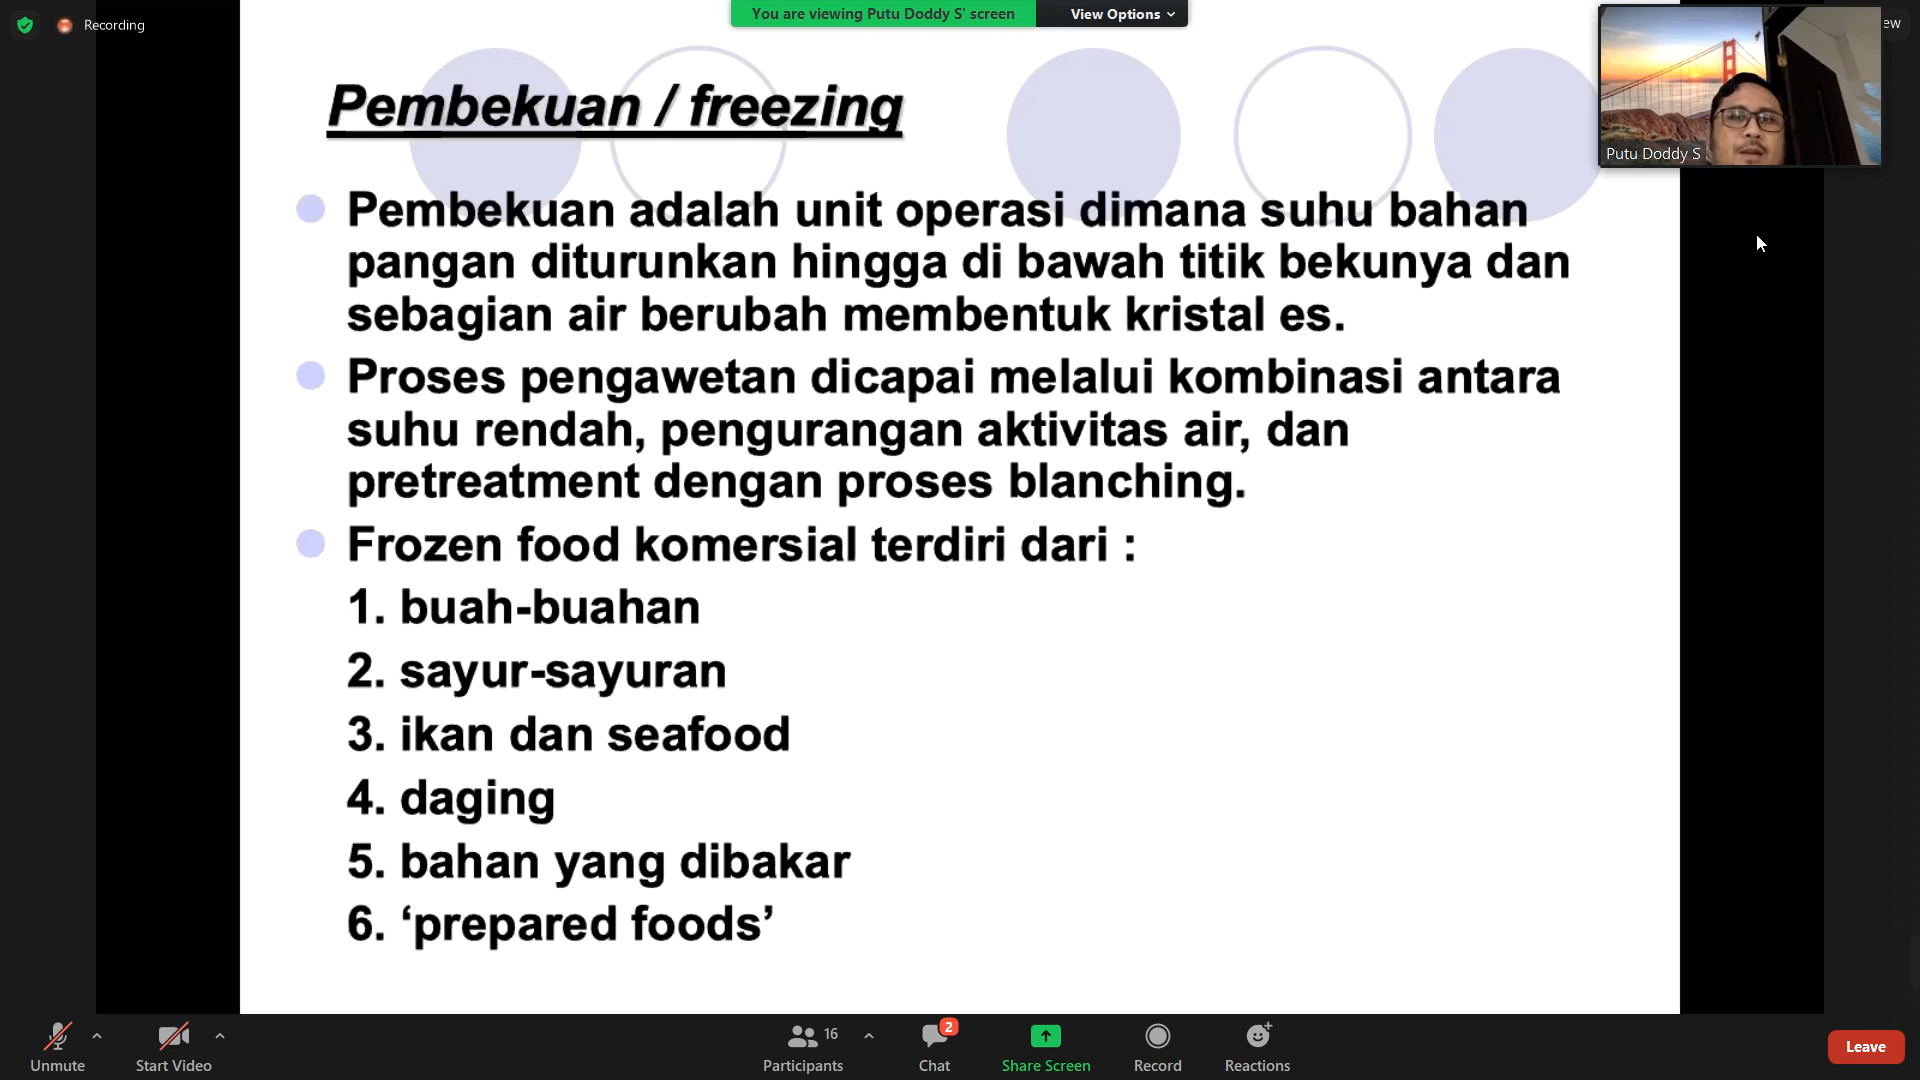 Recording
You are viewing Putu Doddy S' screen
View Options
ew
Putu Doddy S
Pembekuan / freezing
Pembekuan adalah unit operasi dimana suhu bahan
pangan diturunkan hingga di bawah titik bekunya dan
sebagian air berubah membentuk kristal es.
Proses pengawetan dicapai melalui kombinasi antara
suhu rendah, pengurangan aktivitas air, dan
pretreatment dengan proses blanching.
Frozen food komersial terdiri dari :
1. buah-buahan
2. sayur-sayuran
3. ikan dan seafood
4. daging
5. bahan yang dibakar
6. ‘prepared foods’
Unmute
Start Video
16
Participants
2
Chat
Share Screen
Record
Reactions
Leave